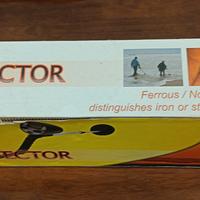 ECTOR
Ferrous / No
distinguishes iron or st
ECTOR